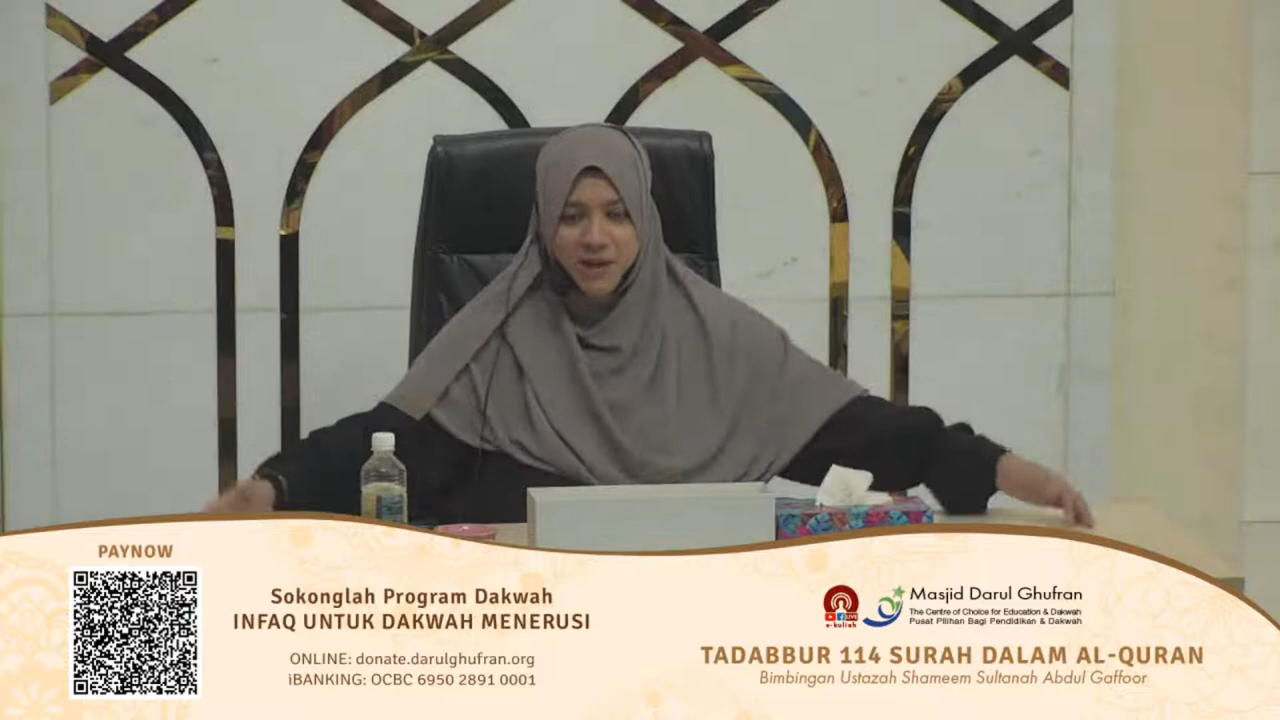 PAYNOW
Sokonglah Program Dakwah
INFAQ UNTUK DAKWAH MENERUSI
ONLINE: donate.darulghufran.org
iBANKING: OCBC 6950 2891 0001
LIVE
e-kuliah
Masjid Darul Ghufran
The Centre of Choice for Education & Dakwah
Pusat Pilihan Bagi Pendidikan & Dakwah
TADABBUR 114 SURAH DALAM AL-QURAN
Bimbingan Ustazah Shameem Sultanah Abdul Gaffoor